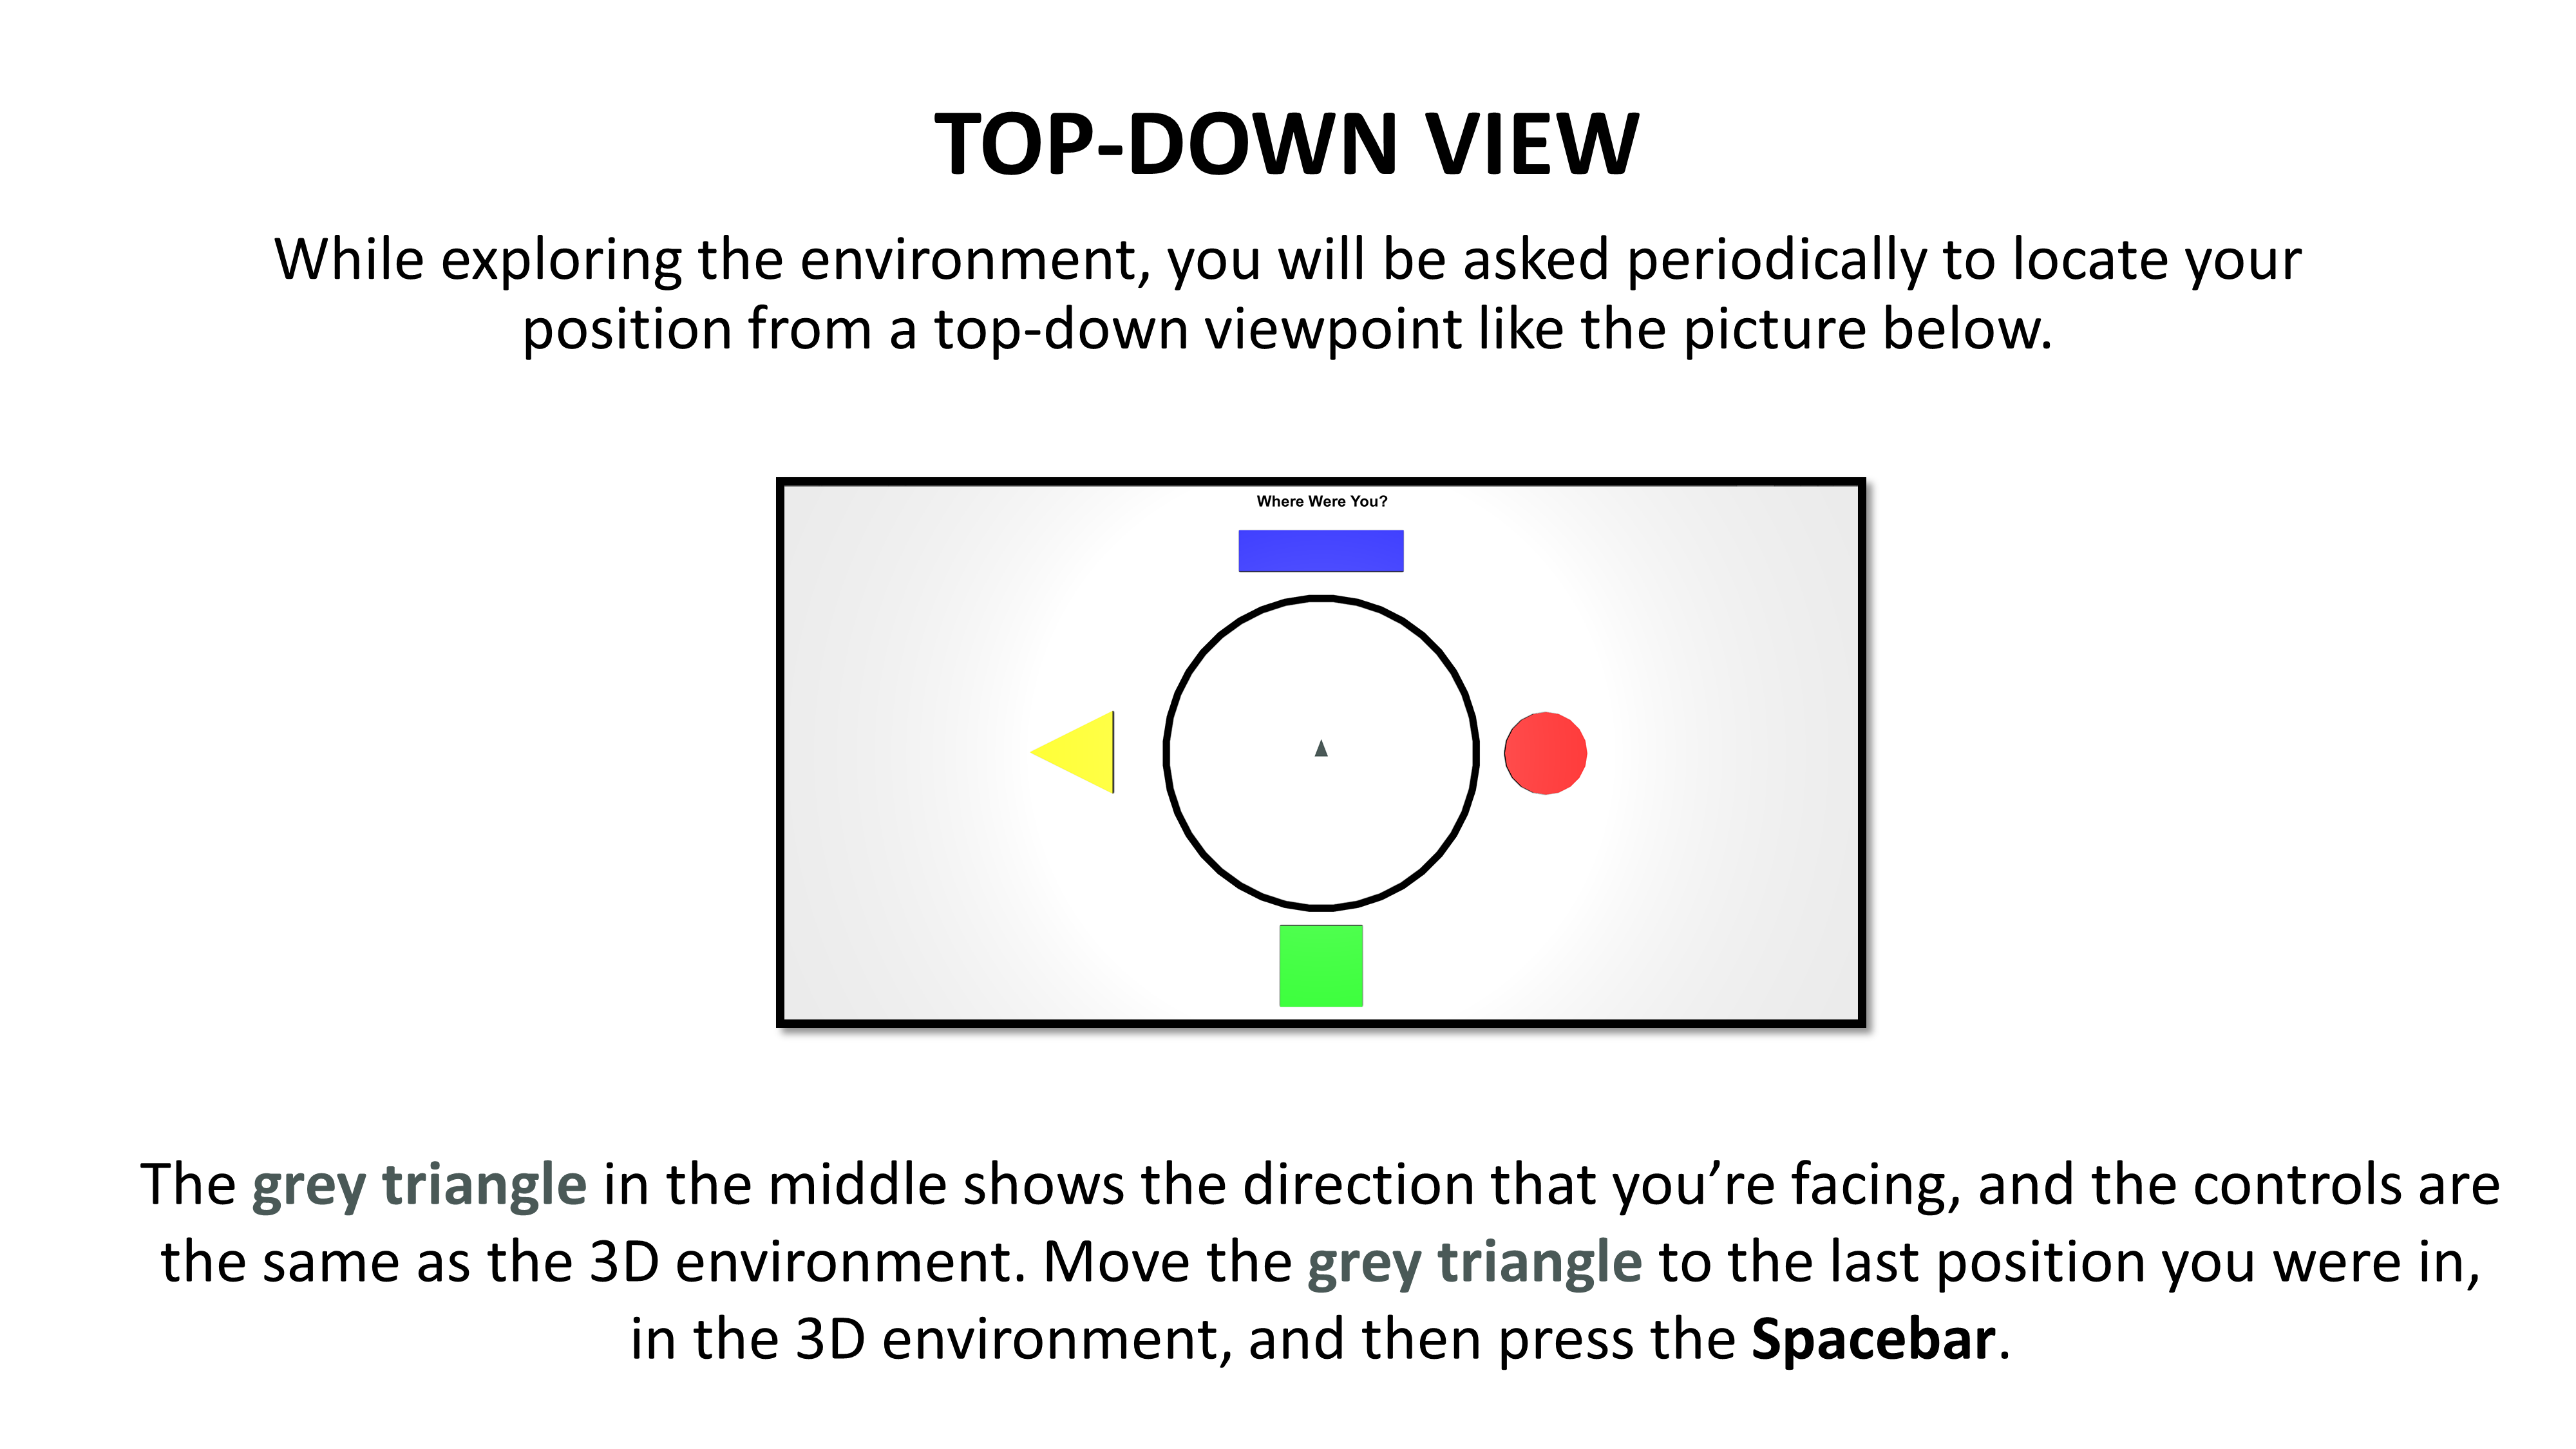 TOP-DOWN VIEW
While exploring the environment, you will be asked periodically to locate your
position from a top-down viewpoint like the picture below.
Where Were You?
The grey triangle in the middle shows the direction that you’re facing, and the controls are
the same as the 3D environment. Move the grey triangle to the last position you were in,
in the 3D environment, and then press the Spacebar.